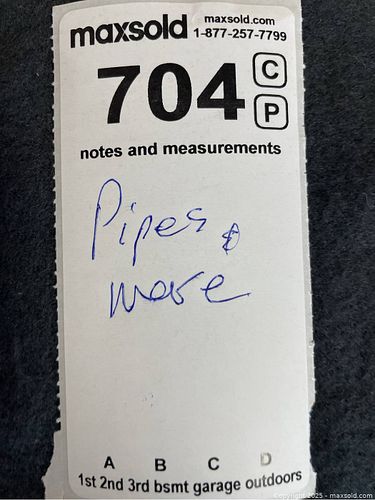 maxsold maxsold.com
1-877-257-7799
704 C
P
notes and measurements
Pipes &
more
A B C D
1st 2nd 3rd bsmt garage outdoors
Copyright 2025 - maxsold.com